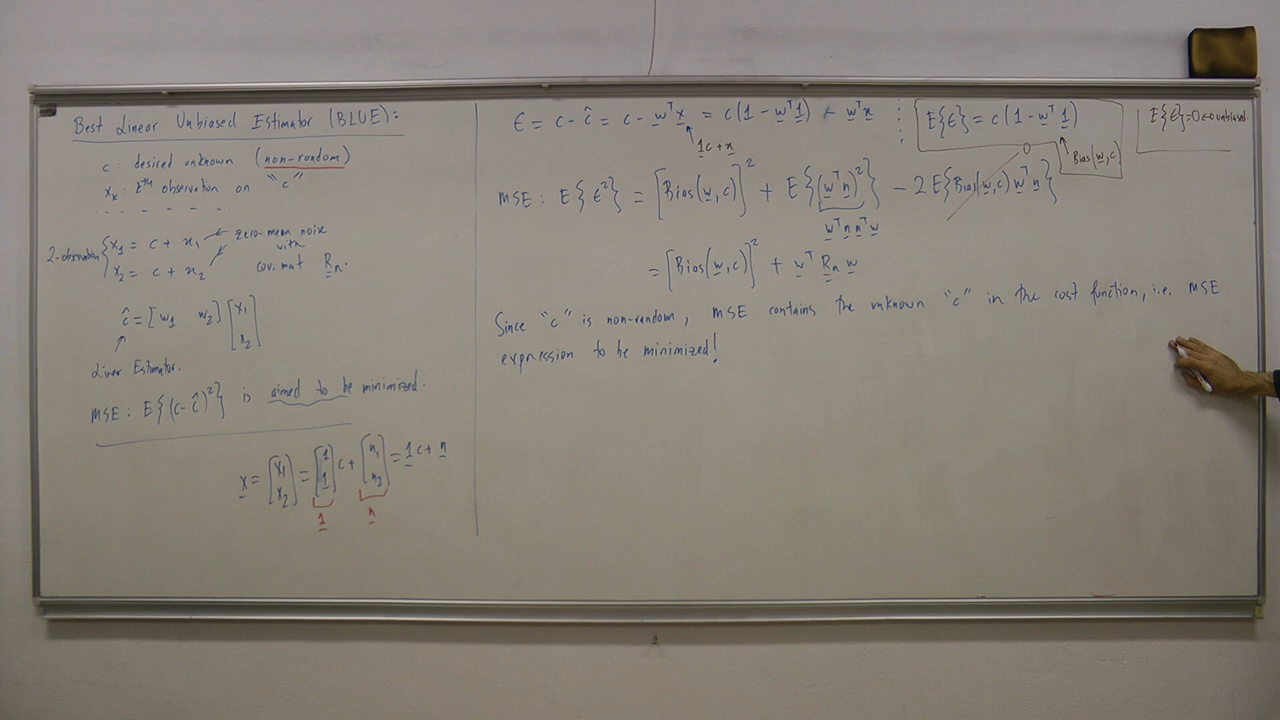 Best Linear Unbiased Estimator (BLUE):
c: desired unknown (non-random)
x_k: k^th observation on "c"
2-observation { x_1 = c + n_1 ← zero-mean noise
x_2 = c + n_2 with
cov. mat R_n.
ĉ = [w_1 w_2] [x_1 x_2]
Linear Estimator.
MSE: E{(c-ĉ)^2} is aimed to be minimized.
x = [x_1 x_2] = [1 1] c + [n_1 n_2] = 1 c + n
1 n
ϵ = c - ĉ = c - w^T x = c(1 - w^T 1) - w^T n
1c + n
E{ϵ} = c(1 - w^T 1)
Bias(w,c)
E{ϵ}=0 ↔ unbiased
MSE: E{ϵ^2} = [Bias(w,c)]^2 + E{(w^T n)^2} - 2E{Bias(w,c) w^T n} 0
w^T n n^T w
= [Bias(w,c)]^2 + w^T R_n w
Since "c" is non-random, MSE contains the unknown "c" in the cost function, i.e. MSE
expression to be minimized!